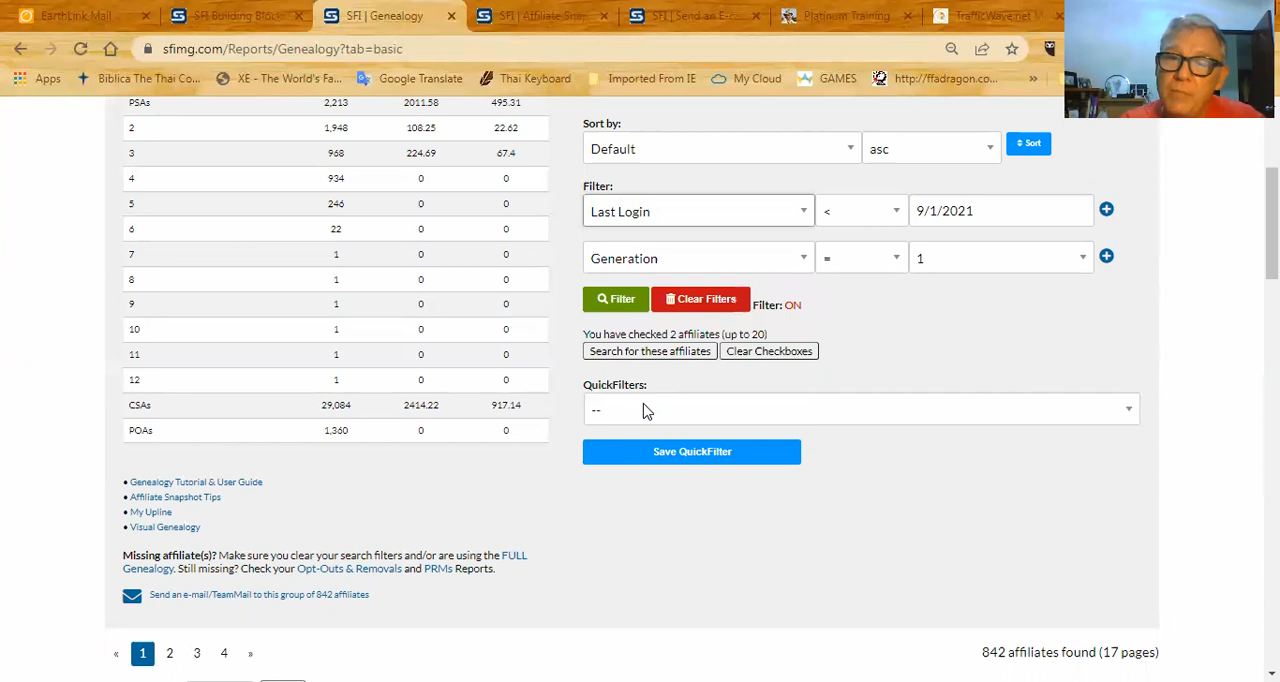 EarthLink Mail
SFI Building Block
SFI | Genealogy
SFI | Affiliate Snap
SFI | Send an E-ca
Platinum Training
TrafficWave.net V
sfimg.com/Reports/Genealogy?tab=basic
Apps
Biblica The Thai Co...
XE - The World's Fa...
Google Translate
Thai Keyboard
Imported From IE
My Cloud
GAMES
http://ffadragon.co...
»
PSAs 2,213 2011.58 495.31
2 1,948 108.25 22.62
3 968 224.69 67.4
4 934 0 0
5 246 0 0
6 22 0 0
7 1 0 0
8 1 0 0
9 1 0 0
10 1 0 0
11 1 0 0
12 1 0 0
CSAs 29,084 2414.22 917.14
POAs 1,360 0 0
• Genealogy Tutorial & User Guide
• Affiliate Snapshot Tips
• My Upline
• Visual Genealogy
Missing affiliate(s)? Make sure you clear your search filters and/or are using the FULL
Genealogy. Still missing? Check your Opt-Outs & Removals and PRMs Reports.
Send an e-mail/TeamMail to this group of 842 affiliates
Sort by:
Default asc Sort
Filter:
Last Login < 9/1/2021
Generation = 1
Filter Clear Filters Filter: ON
You have checked 2 affiliates (up to 20)
Search for these affiliates Clear Checkboxes
QuickFilters:
--
Save QuickFilter
« 1 2 3 4 »
842 affiliates found (17 pages)